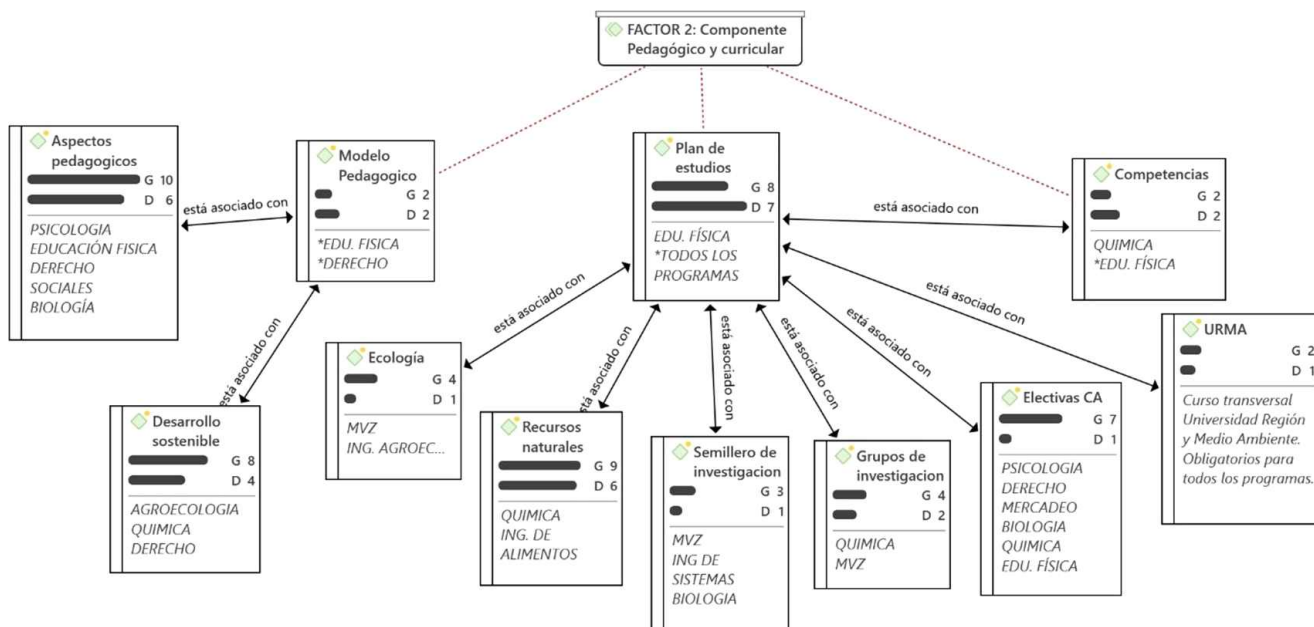 FACTOR 2: Componente
Pedagógico y curricular
Aspectos
pedagogicos
G 10
D 6
PSICOLOGIA
EDUCACIÓN FISICA
DERECHO
SOCIALES
BIOLOGÍA
está asociado con
Modelo
Pedagogico
G 2
D 2
*EDU. FISICA
*DERECHO
Plan de
estudios
G 8
D 7
EDU. FÍSICA
*TODOS LOS
PROGRAMAS
está asociado con
Competencias
G 2
D 2
QUIMICA
*EDU. FÍSICA
está asociado con
Desarrollo
sostenible
G 8
D 4
AGROECOLOGIA
QUIMICA
DERECHO
está asociado con
Ecología
G 4
D 1
MVZ
ING. AGROEC...
está asociado con
Recursos
naturales
G 9
D 6
QUIMICA
ING. DE
ALIMENTOS
está asociado con
Semillero de
investigacion
G 3
D 1
MVZ
ING DE
SISTEMAS
BIOLOGIA
está asociado con
Grupos de
investigacion
G 4
D 2
QUIMICA
MVZ
está asociado con
Electivas CA
G 7
D 1
PSICOLOGIA
DERECHO
MERCADEO
BIOLOGIA
QUIMICA
EDU. FÍSICA
está asociado con
URMA
G 2
D 1
Curso transversal
Universidad Región
y Medio Ambiente.
Obligatorios para
todos los programas.